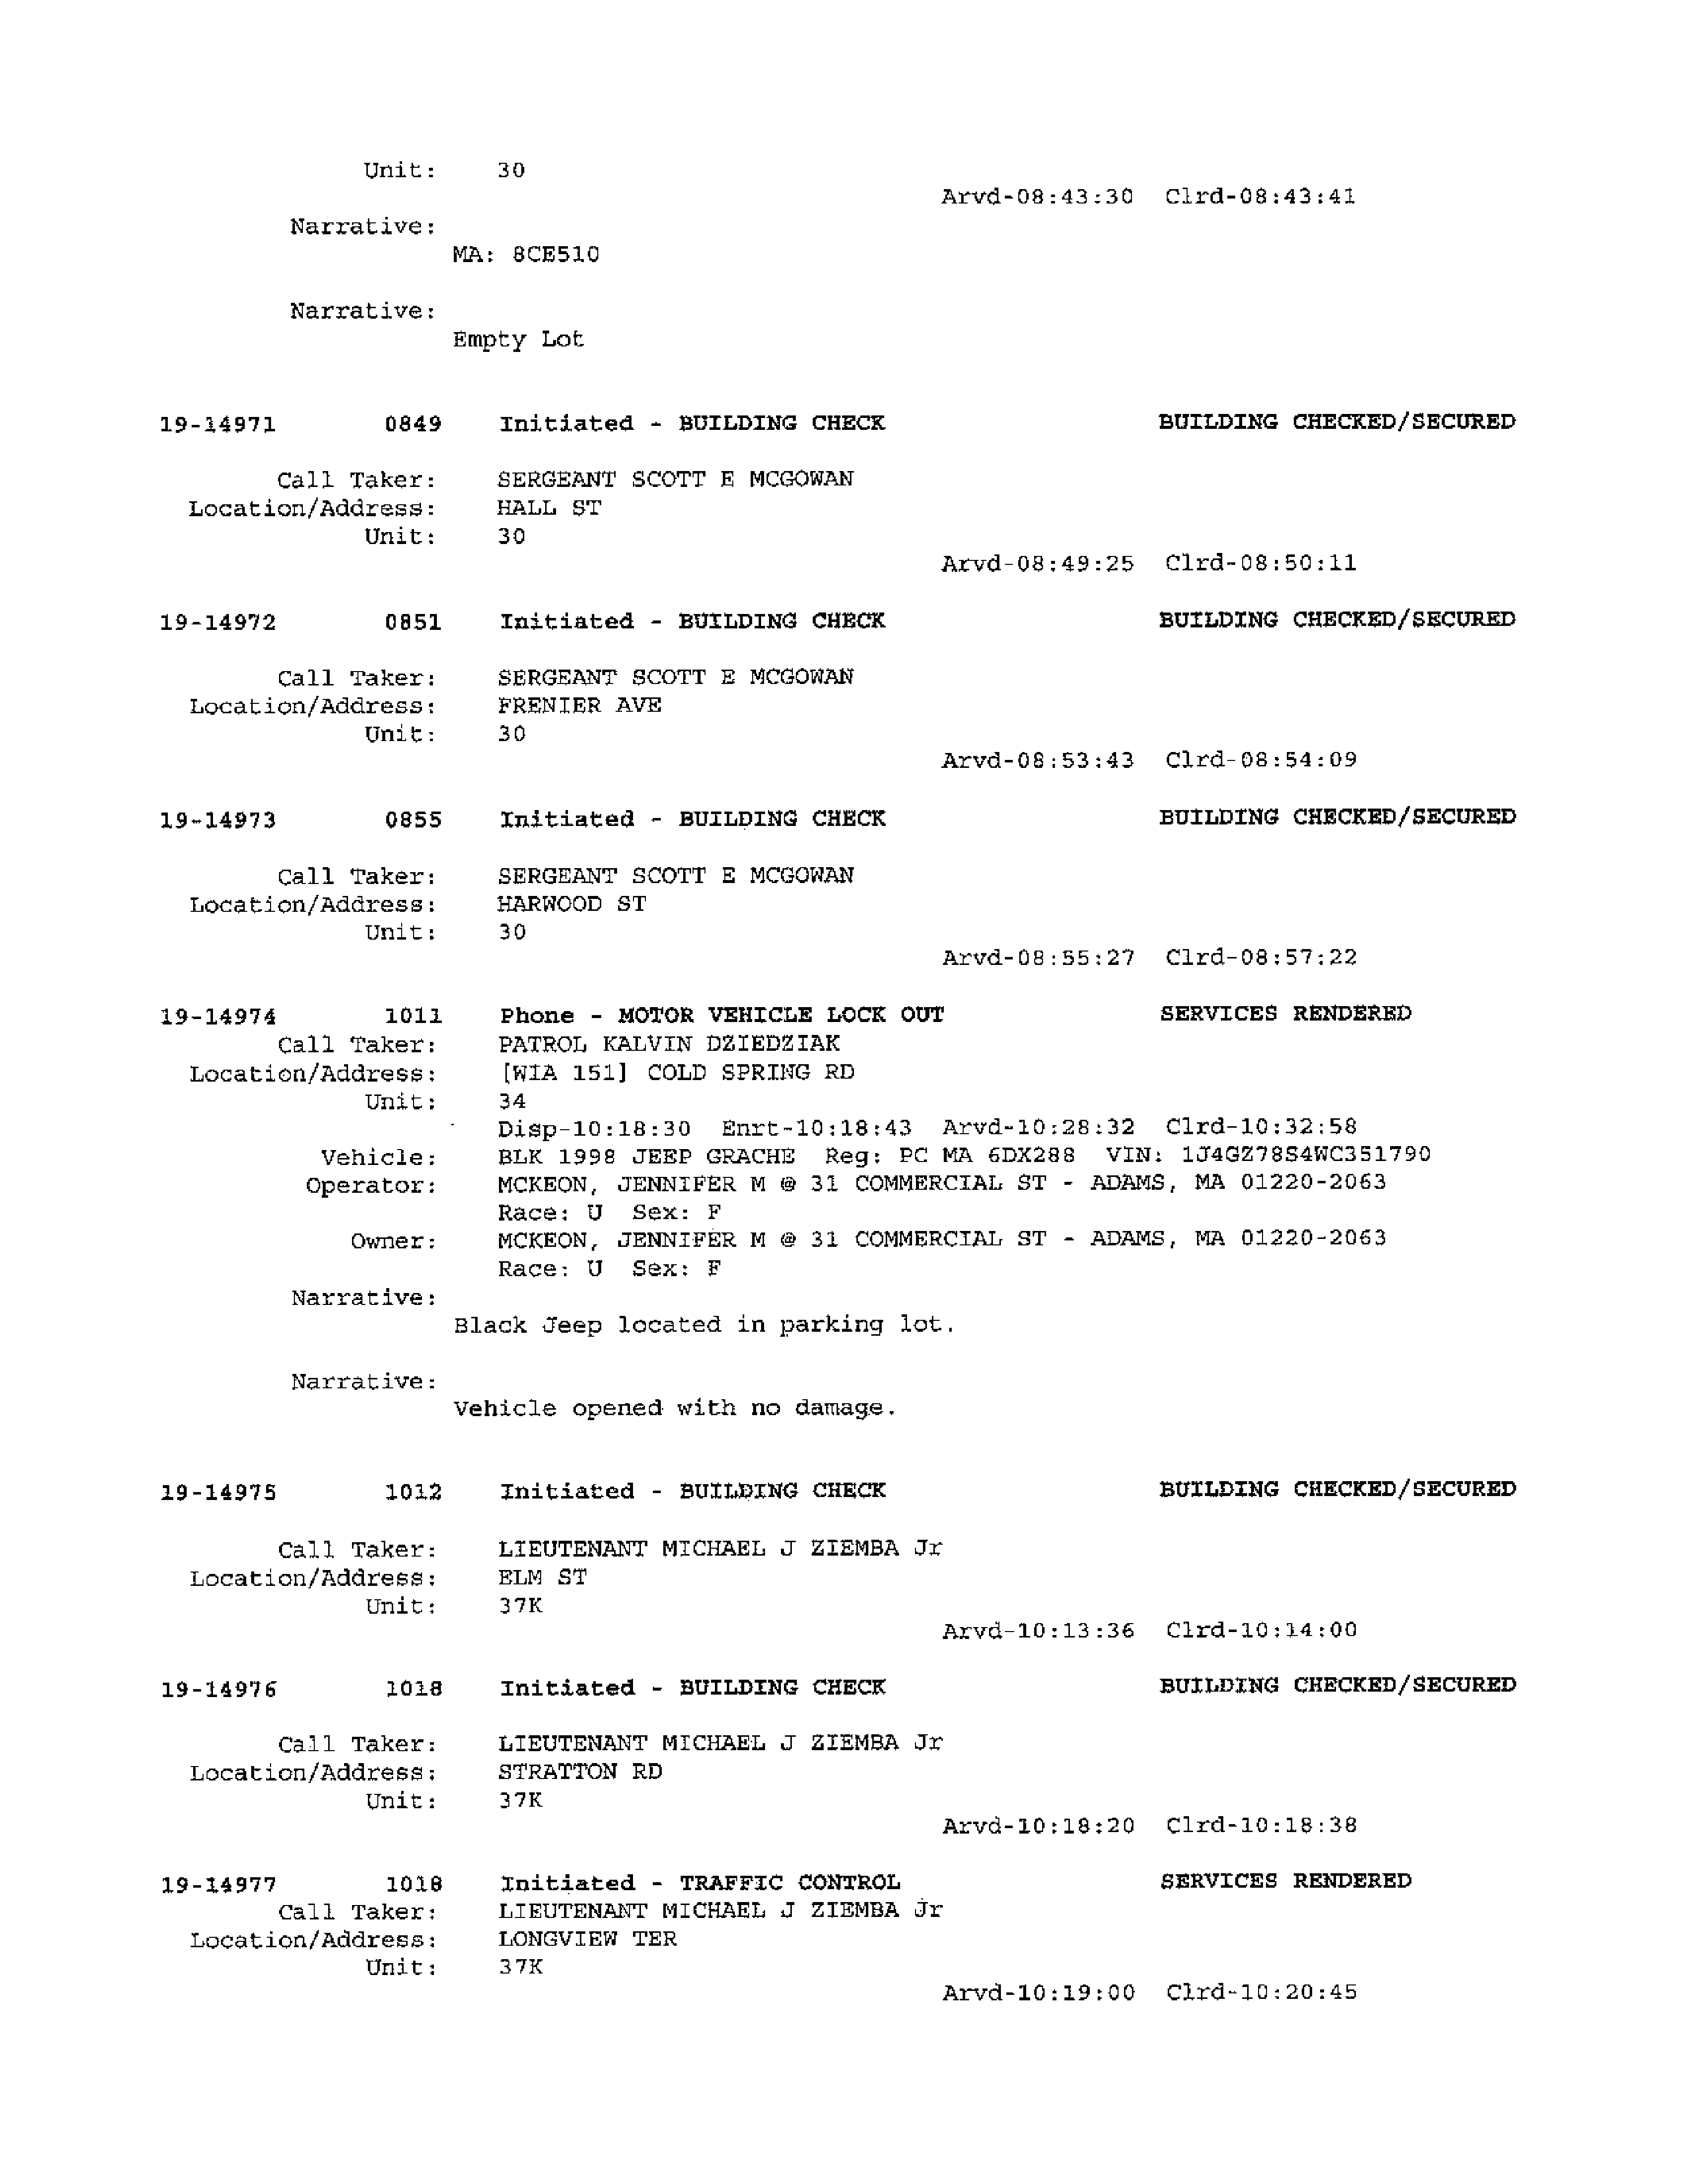 Unit: 30
Arvd-08:43:30 Clrd-08:43:41
Narrative:
MA: 8CE510
Narrative:
Empty Lot
19-14971 0849 Initiated - BUILDING CHECK BUILDING CHECKED/SECURED
Call Taker: SERGEANT SCOTT E MCGOWAN
Location/Address: HALL ST
Unit: 30
Arvd-08:49:25 Clrd-08:50:11
19-14972 0851 Initiated - BUILDING CHECK BUILDING CHECKED/SECURED
Call Taker: SERGEANT SCOTT E MCGOWAN
Location/Address: FRENIER AVE
Unit: 30
Arvd-08:53:43 Clrd-08:54:09
19-14973 0855 Initiated - BUILDING CHECK BUILDING CHECKED/SECURED
Call Taker: SERGEANT SCOTT E MCGOWAN
Location/Address: HARWOOD ST
Unit: 30
Arvd-08:55:27 Clrd-08:57:22
19-14974 1011 Phone - MOTOR VEHICLE LOCK OUT SERVICES RENDERED
Call Taker: PATROL KALVIN DZIEDZIAK
Location/Address: [WIA 151] COLD SPRING RD
Unit: 34
Disp-10:18:30 Enrt-10:18:43 Arvd-10:28:32 Clrd-10:32:58
Vehicle: BLK 1998 JEEP GRACHE Reg: PC MA 6DX288 VIN: 1J4GZ78S4WC351790
Operator: MCKEON, JENNIFER M @ 31 COMMERCIAL ST - ADAMS, MA 01220-2063
Race: U Sex: F
Owner: MCKEON, JENNIFER M @ 31 COMMERCIAL ST - ADAMS, MA 01220-2063
Race: U Sex: F
Narrative:
Black Jeep located in parking lot.
Narrative:
Vehicle opened with no damage.
19-14975 1012 Initiated - BUILDING CHECK BUILDING CHECKED/SECURED
Call Taker: LIEUTENANT MICHAEL J ZIEMBA Jr
Location/Address: ELM ST
Unit: 37K
Arvd-10:13:36 Clrd-10:14:00
19-14976 1018 Initiated - BUILDING CHECK BUILDING CHECKED/SECURED
Call Taker: LIEUTENANT MICHAEL J ZIEMBA Jr
Location/Address: STRATTON RD
Unit: 37K
Arvd-10:18:20 Clrd-10:18:38
19-14977 1018 Initiated - TRAFFIC CONTROL SERVICES RENDERED
Call Taker: LIEUTENANT MICHAEL J ZIEMBA Jr
Location/Address: LONGVIEW TER
Unit: 37K
Arvd-10:19:00 Clrd-10:20:45